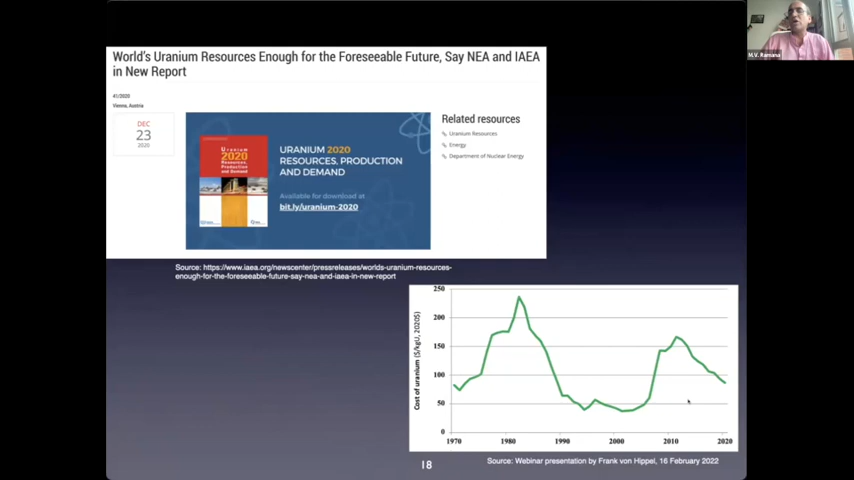 World's Uranium Resources Enough for the Foreseeable Future, Say NEA and IAEA
in New Report
41/2020
Vienna, Austria
DEC
23
2020
Uranium
2020
Resources,
Production
and Demand
URANIUM 2020
RESOURCES, PRODUCTION
AND DEMAND
Available for download at
bit.ly/uranium-2020
Related resources
Uranium Resources
Energy
Department of Nuclear Energy
Source: https://www.iaea.org/newscenter/pressreleases/worlds-uranium-resources-
enough-for-the-foreseeable-future-say-nea-and-iaea-in-new-report
Cost of uranium ($/kgU, 2020$)
250
200
150
100
50
0
1970 1980 1990 2000 2010 2020
18
Source: Webinar presentation by Frank von Hippel, 16 February 2022
M.V. Ramana